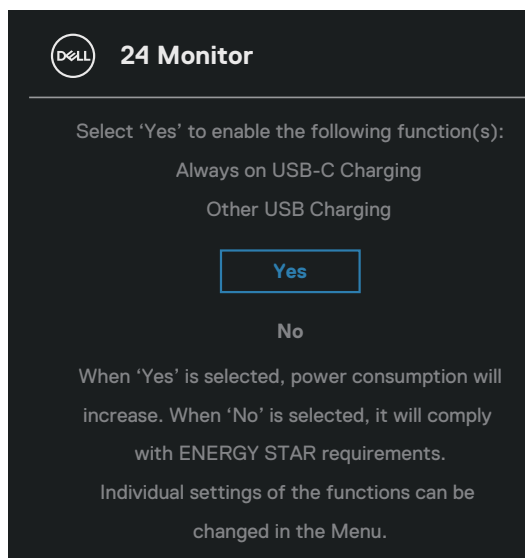 DELL
24 Monitor
Select ‘Yes’ to enable the following function(s):
Always on USB-C Charging
Other USB Charging
Yes
No
When ‘Yes’ is selected, power consumption will
increase. When ‘No’ is selected, it will comply
with ENERGY STAR requirements.
Individual settings of the functions can be
changed in the Menu.